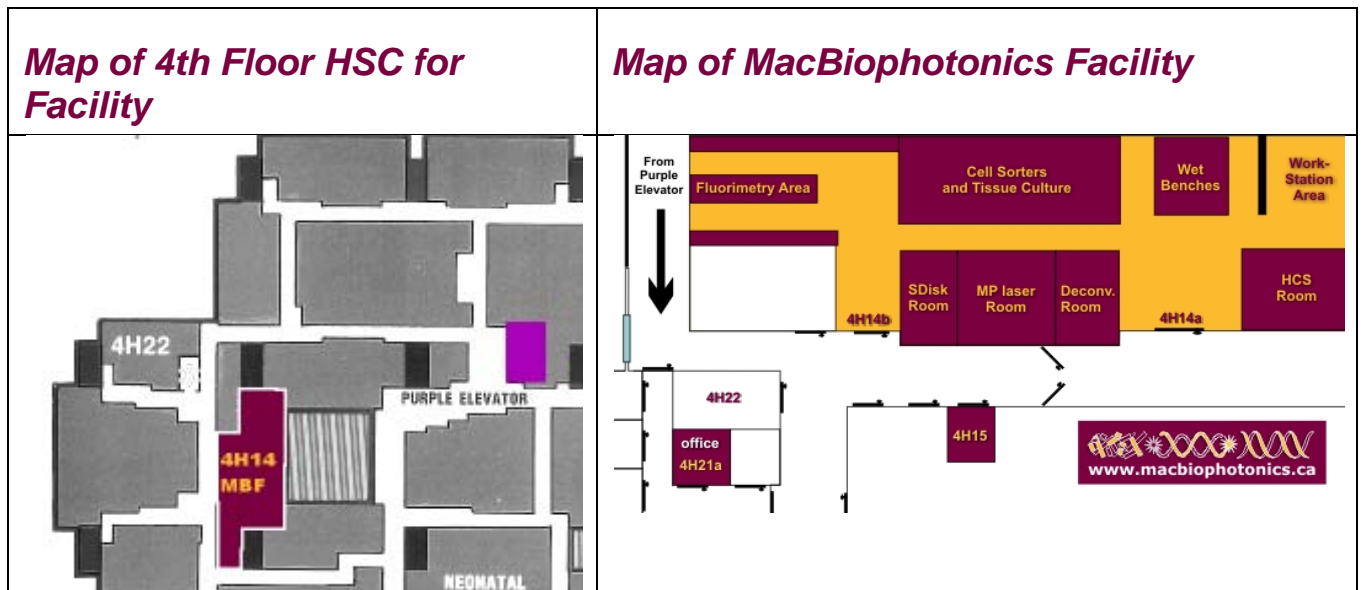 Map of 4th Floor HSC for
Facility
Map of MacBiophotonics Facility
4H22
PURPLE ELEVATOR
4H14
MBF
NEONATAL
From
Purple
Elevator
Fluorimetry Area
Cell Sorters
and Tissue Culture
Wet
Benches
Work-
Station
Area
SDisk
Room
MP laser
Room
Deconv.
Room
HCS
Room
4H14b
4H14a
4H22
office
4H21a
4H15
www.macbiophotonics.ca